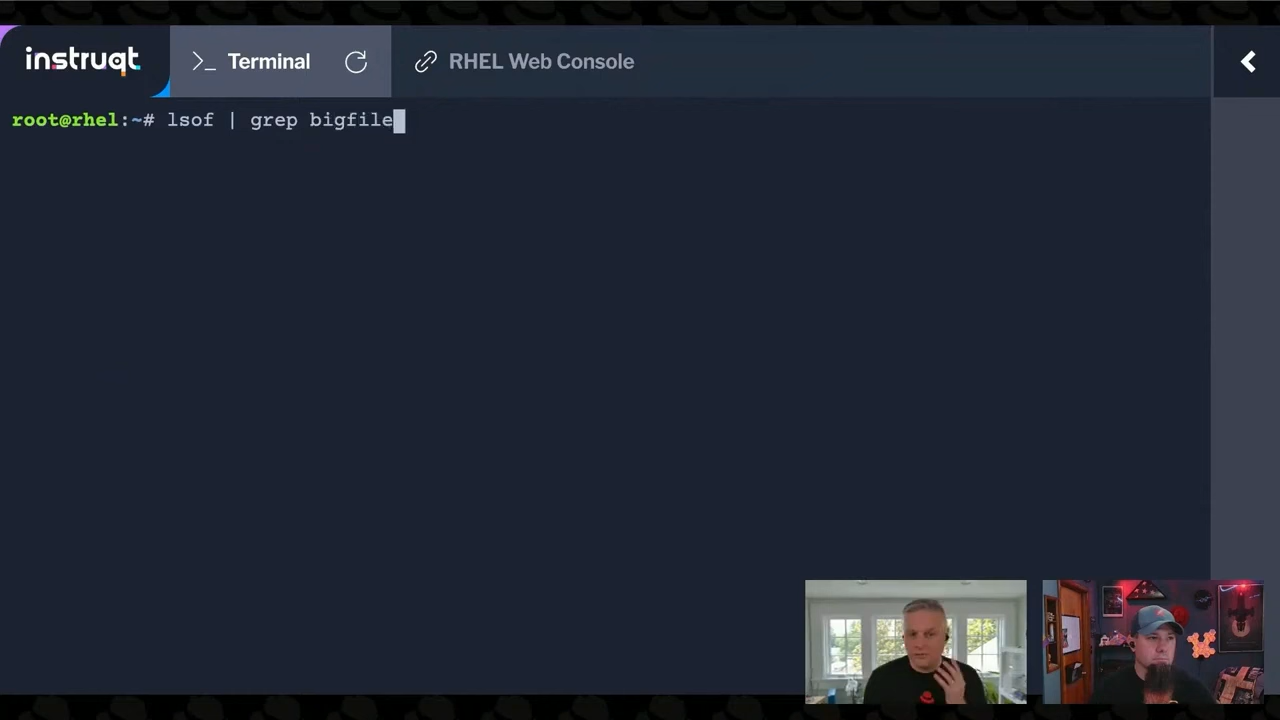 instruqt
>_ Terminal
RHEL Web Console
root@rhel:~# lsof | grep bigfile